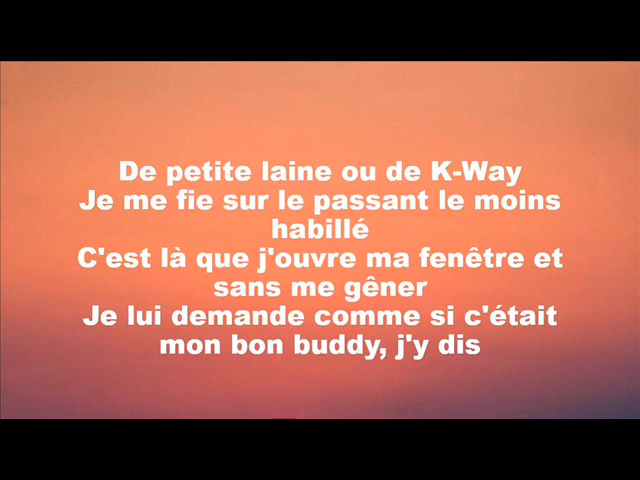 De petite laine ou de K-Way
Je me fie sur le passant le moins
habillé
C'est là que j'ouvre ma fenêtre et
sans me gêner
Je lui demande comme si c'était
mon bon buddy, j'y dis